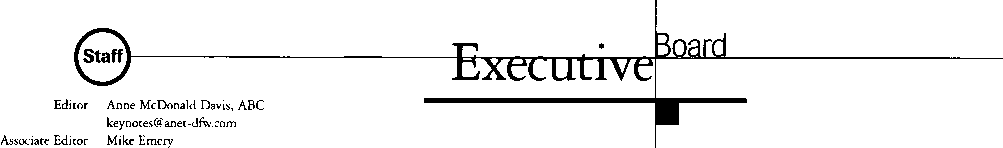 Staff
Editor Anne McDonald Davis, ABC
keynotes@anet-dfw.com
Associate Editor Mike Emery
Executive Board